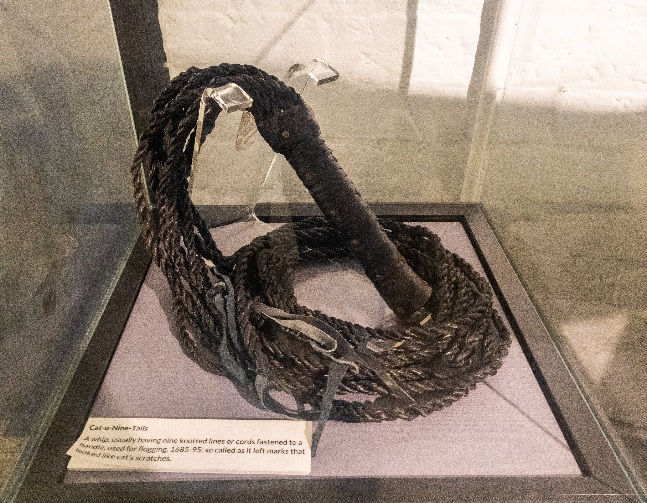 Cat-o-Nine-Tails
A whip, usually having nine knotted lines or cords fastened to a
handle, used for flogging, 1685-95: so called as it left marks that
looked like cat's scratches.